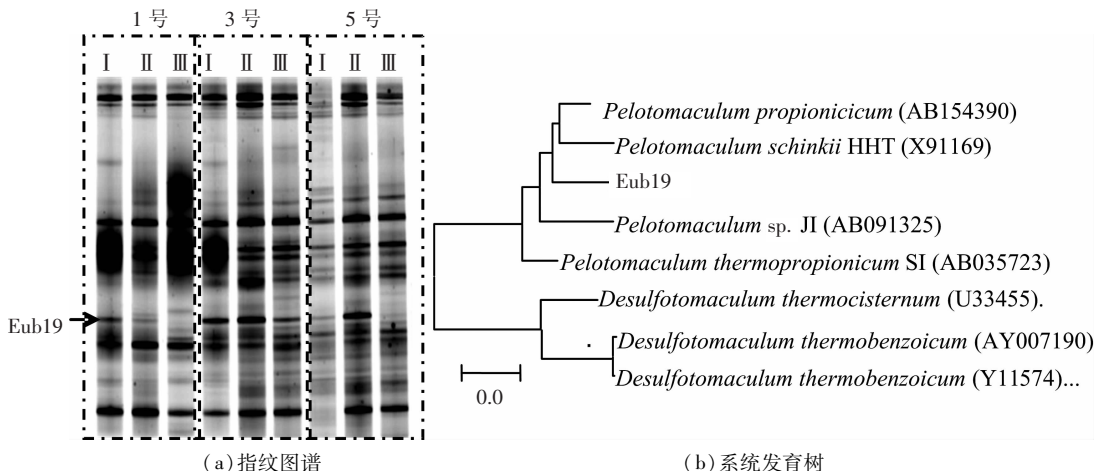 1号 3号 5号
Ⅰ Ⅱ Ⅲ Ⅰ Ⅱ Ⅲ Ⅰ Ⅱ Ⅲ
Eub19
(a)指纹图谱
Pelotomaculum propionicicum (AB154390)
Pelotomaculum schinkii HHT (X91169)
Eub19
Pelotomaculum sp. JI (AB091325)
Pelotomaculum thermopropionicum SI (AB035723)
Desulfotomaculum thermocisternum (U33455).
Desulfotomaculum thermobenzoicum (AY007190)
Desulfotomaculum thermobenzoicum (Y11574)...
0.0
(b)系统发育树